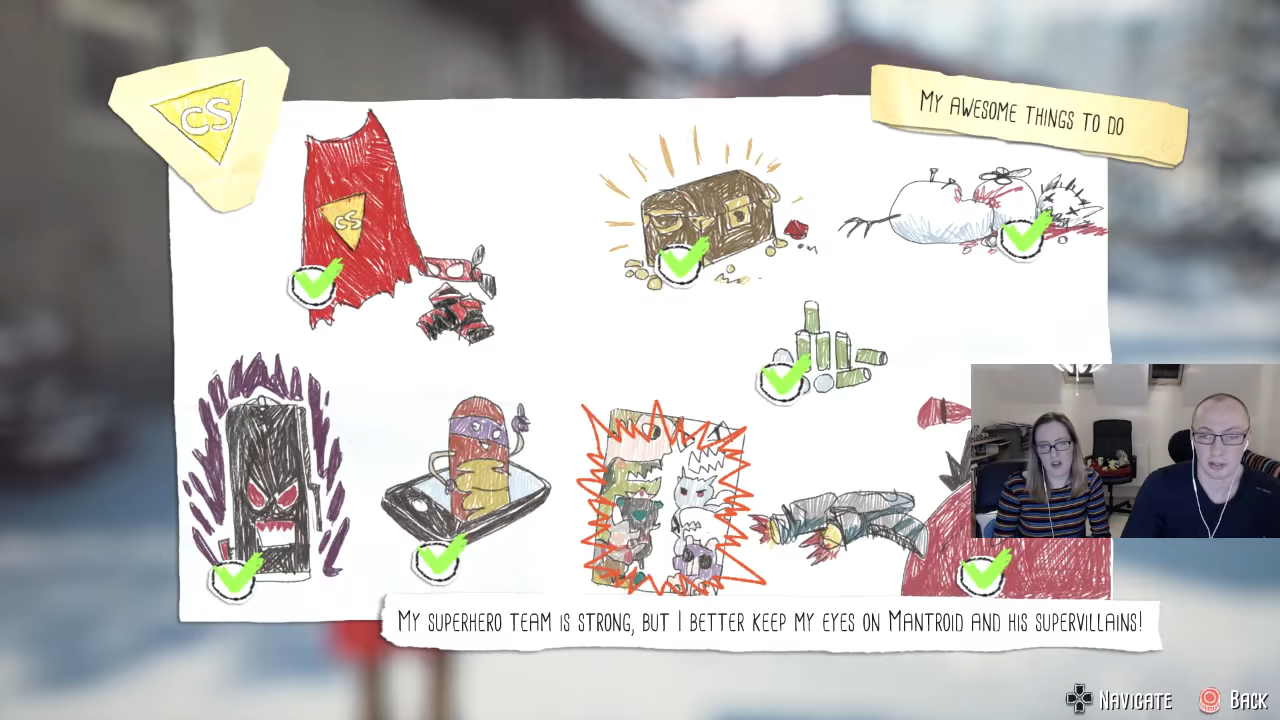 CS
MY AWESOME THINGS TO DO
CS
MY SUPERHERO TEAM IS STRONG, BUT I BETTER KEEP MY EYES ON MANTROID AND HIS SUPERVILLAINS!
NAVIGATE
BACK